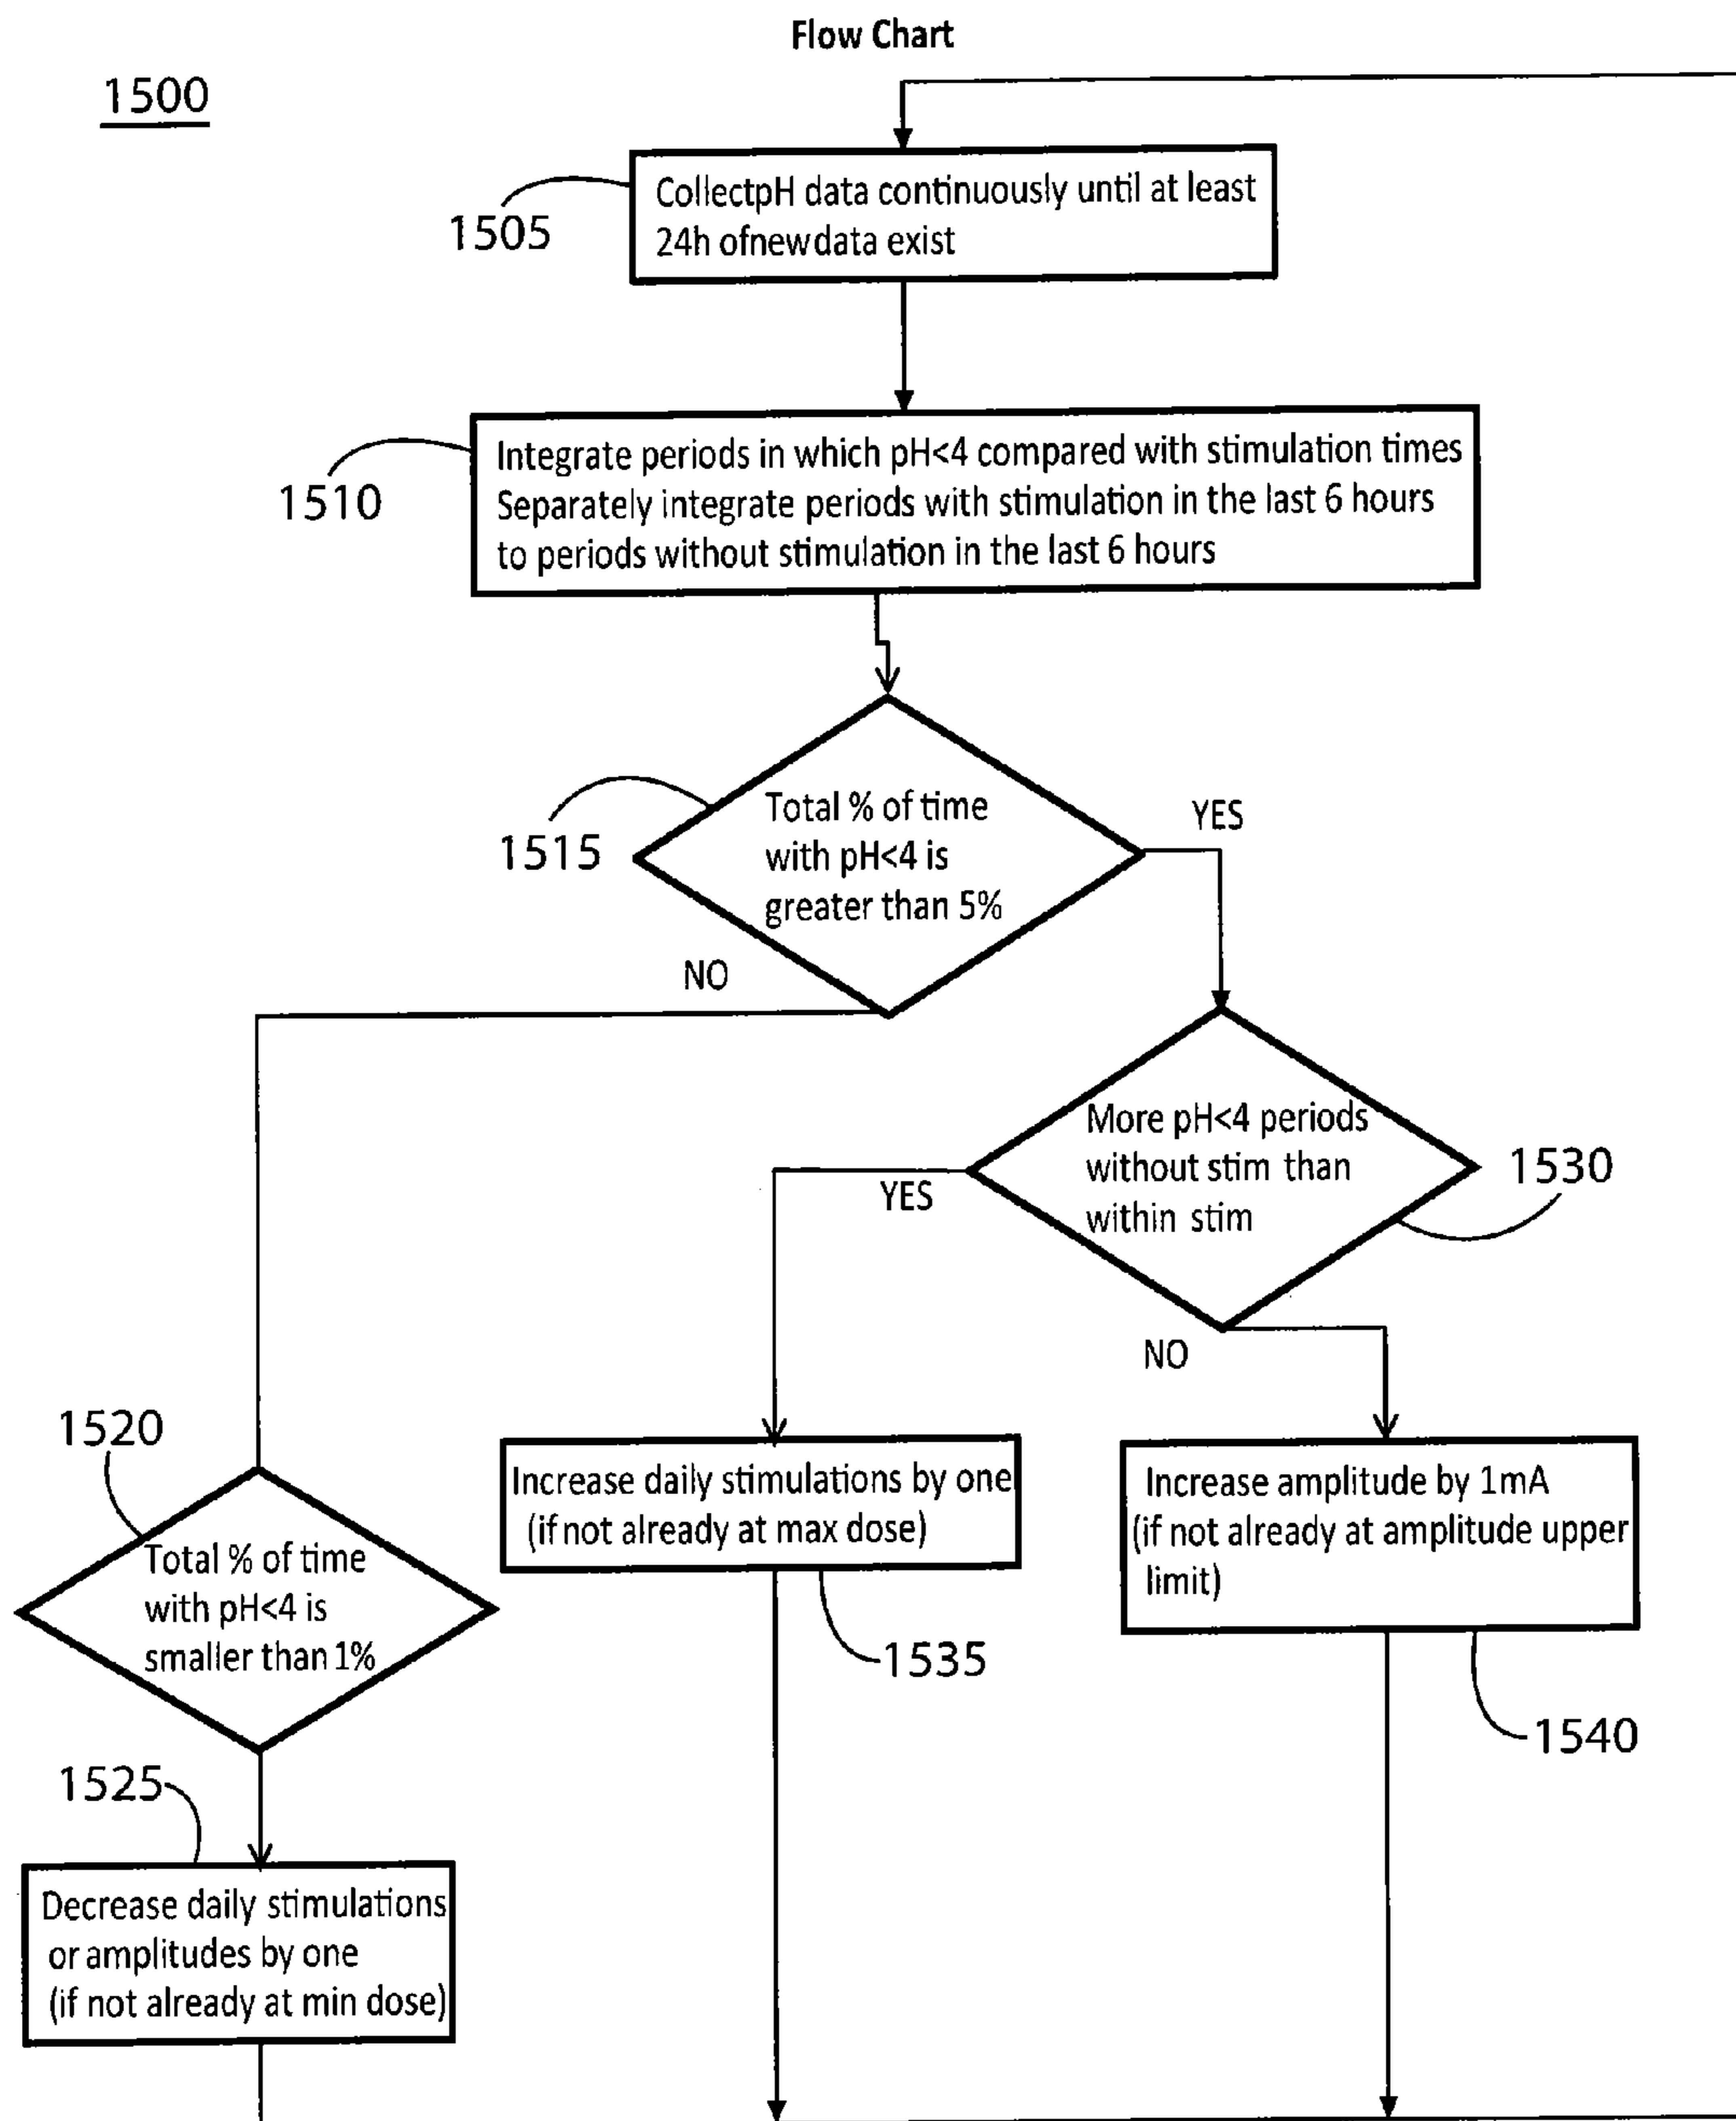 Flow Chart
1500
CollectpH data continuously until at least
24h ofnewdata exist
1505
Integrate periods in which pH<4 compared with stimulation times
Separately integrate periods with stimulation in the last 6 hours
to periods without stimulation in the last 6 hours
1510
Total % of time
with pH<4 is
greater than 5%
1515
YES
NO
More pH<4 periods
without stim than
within stim
1530
YES
NO
1520
Total % of time
with pH<4 is
smaller than 1%
Increase daily stimulations by one
(if not already at max dose)
1535
Increase amplitude by 1mA
(if not already at amplitude upper
limit)
1540
1525
Decrease daily stimulations
or amplitudes by one
(if not already at min dose)